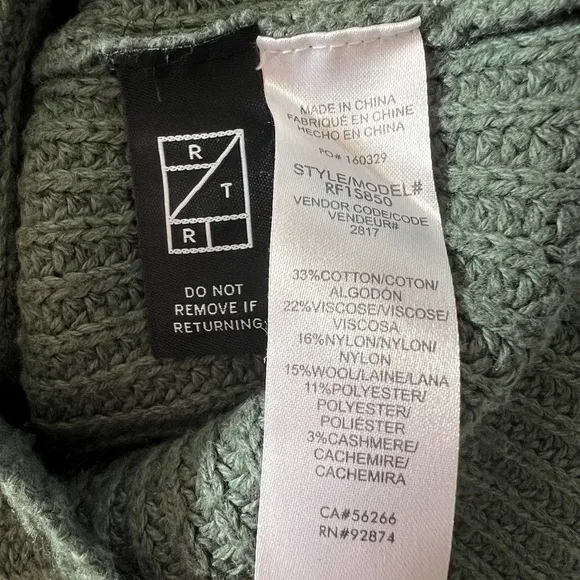 R
T
R
DO NOT
REMOVE IF
RETURNING
MADE IN CHINA
FABRIQUÉ EN CHINE
HECHO EN CHINA
PO# 160329
STYLE/MODEL#
RF1S850
VENDOR CODE/CODE
VENDEUR#
2817
33%COTTON/COTON/
ALGODÓN
22%VISCOSE/VISCOSE/
VISCOSA
16%NYLON/NYLON/
NYLON
15%WOOL/LAINE/LANA
11%POLYESTER/
POLYESTER/
POLIÉSTER
3%CASHMERE/
CACHEMIRE/
CACHEMIRA
CA#56266
RN#92874